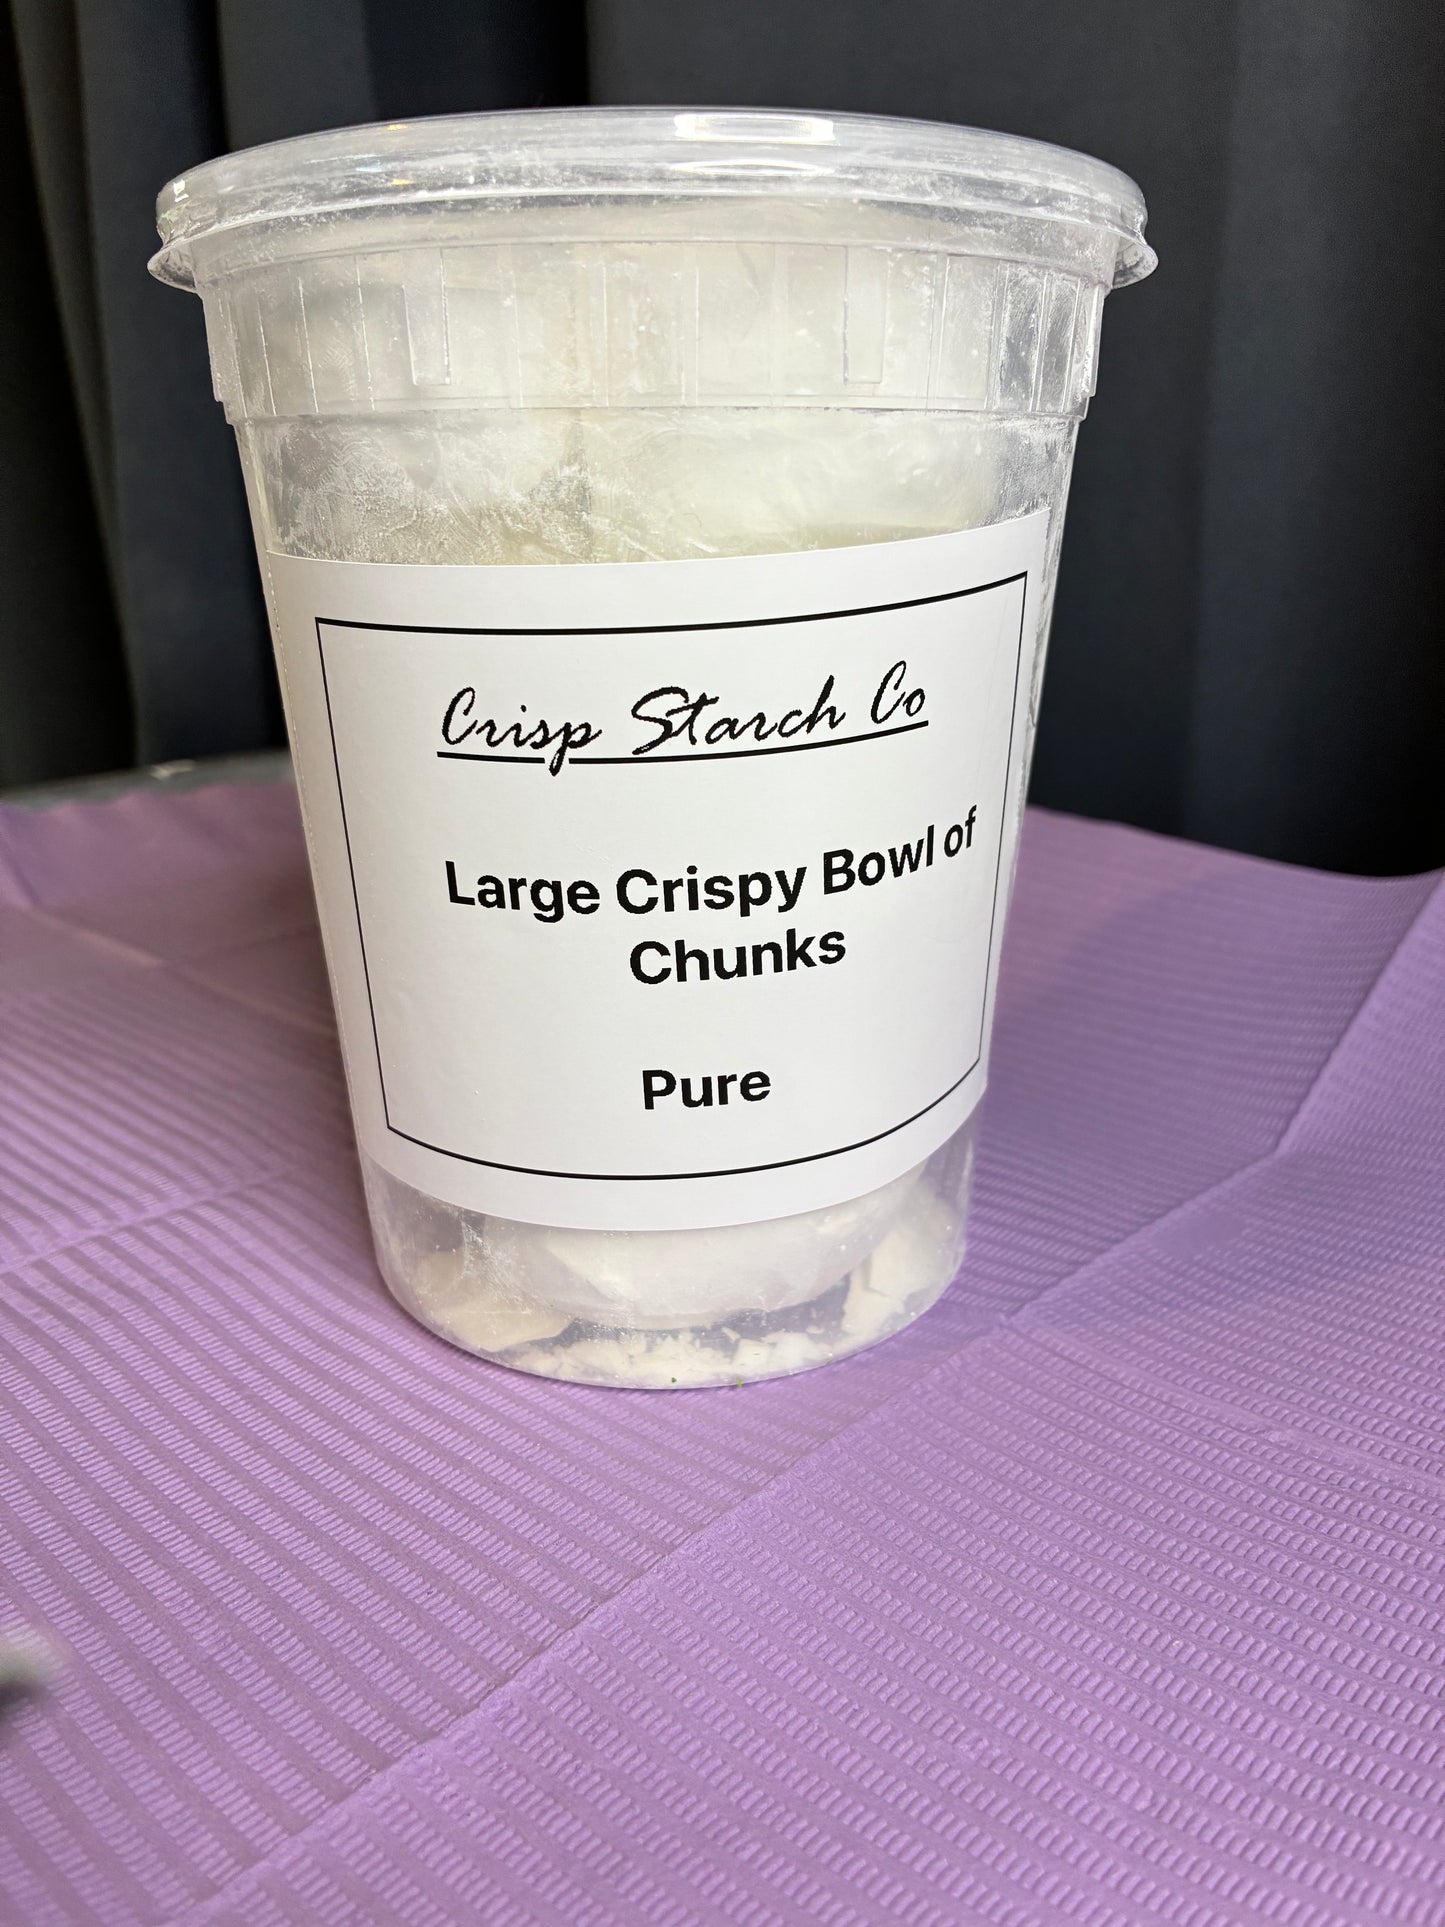 Crisp Starch Co
Large Crispy Bowl of
Chunks
Pure